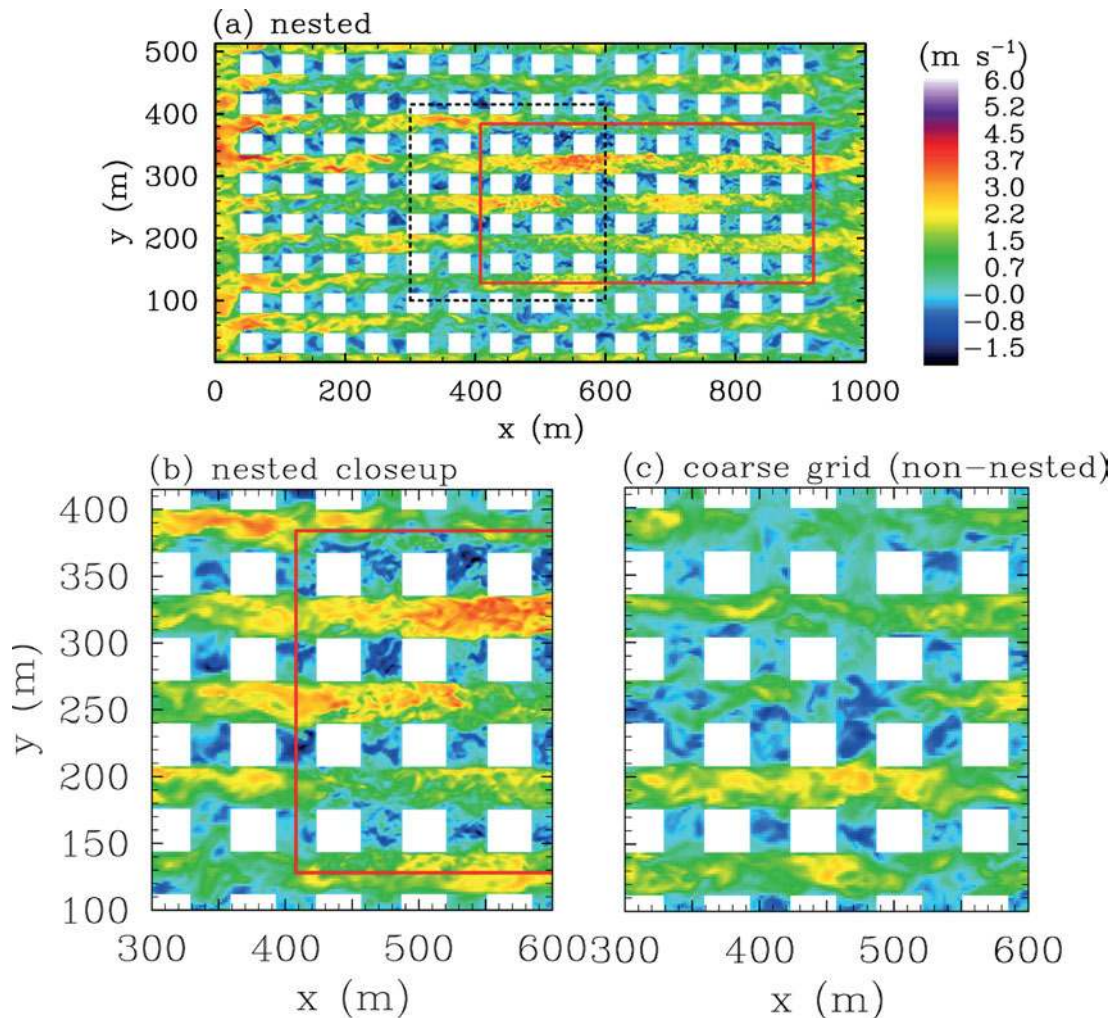 (a) nested
(m s⁻¹)
500
400
300
200
100
y (m)
0 200 400 600 800 1000
x (m)
6.0
5.2
4.5
3.7
3.0
2.2
1.5
0.7
−0.0
−0.8
−1.5
(b) nested closeup
(c) coarse grid (non−nested)
400
350
300
250
200
150
100
y (m)
300 400 500 600
300 400 500 600
x (m)
x (m)